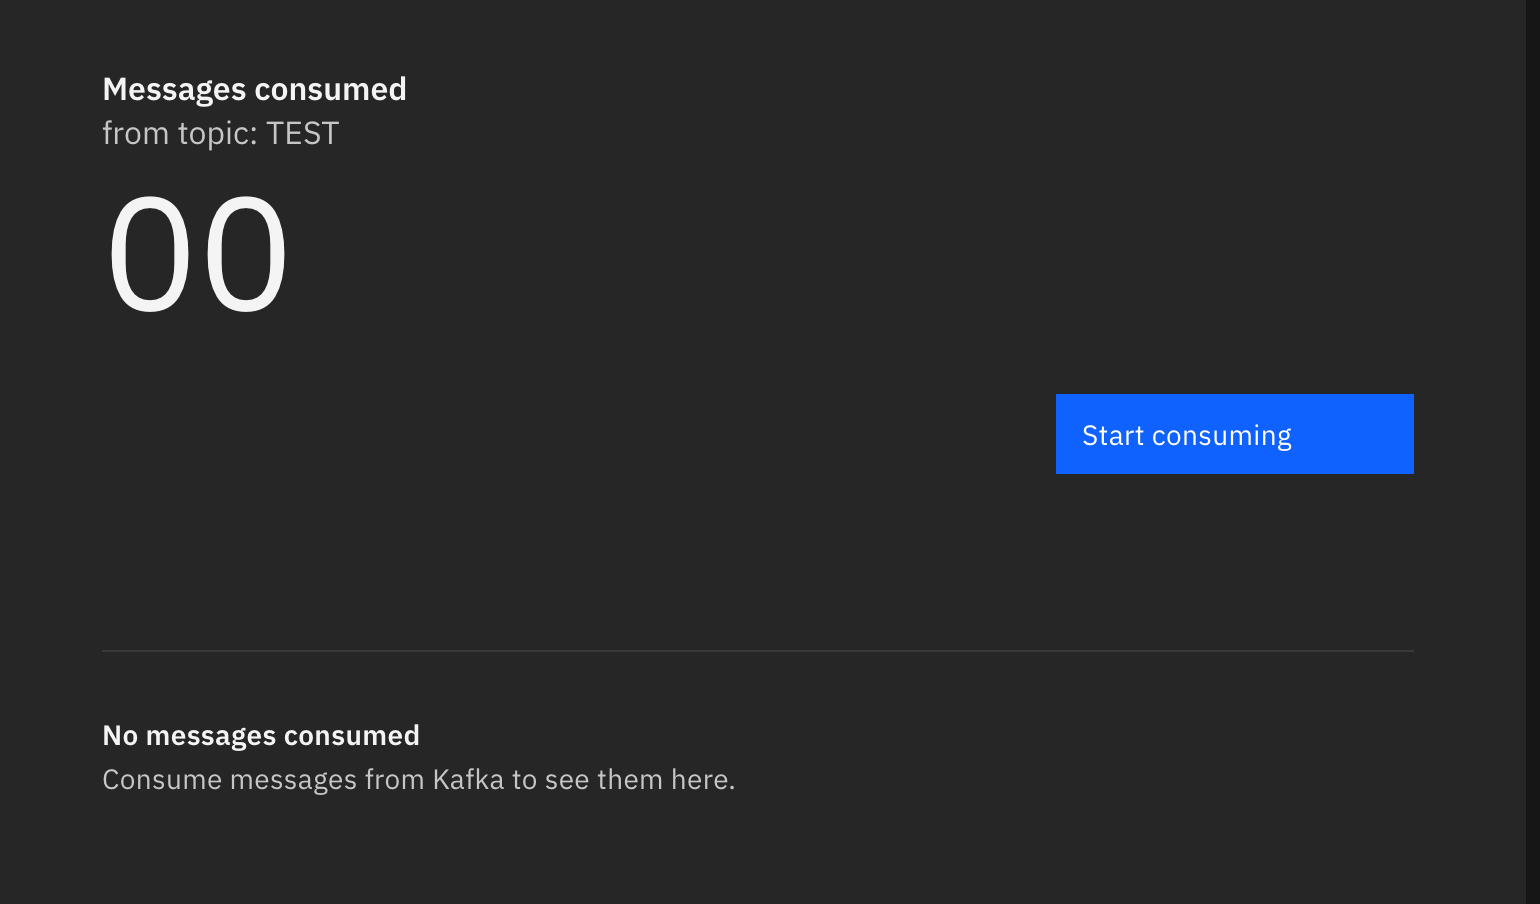 Messages consumed
from topic: TEST
00
Start consuming
No messages consumed
Consume messages from Kafka to see them here.